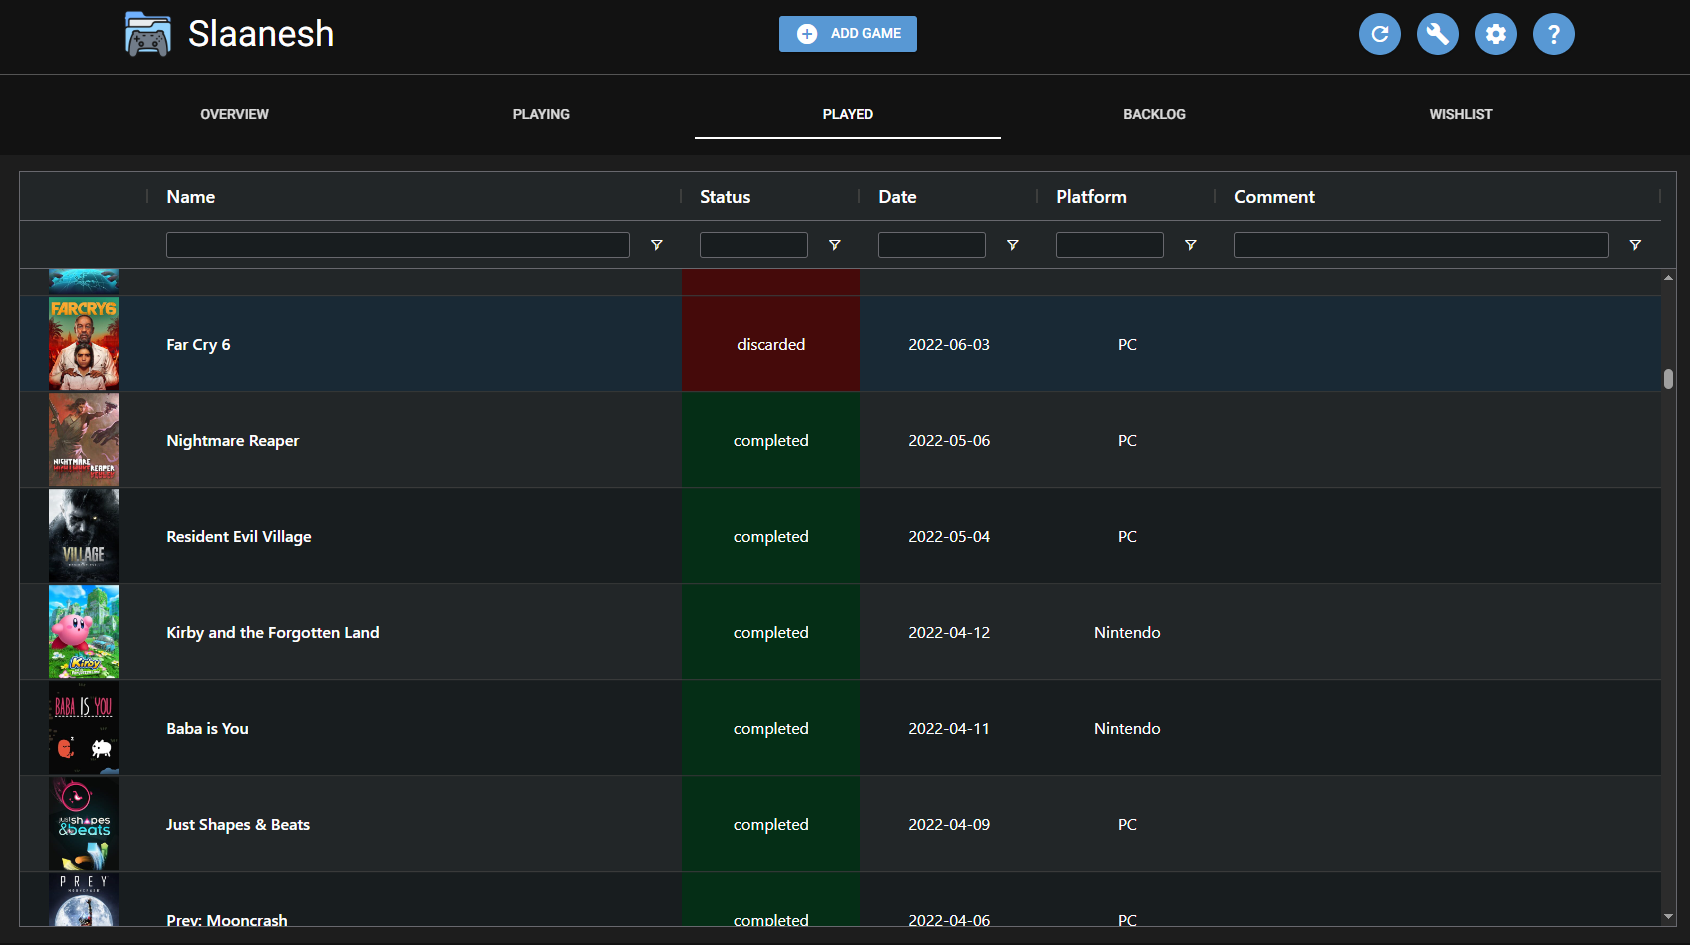 Slaanesh
ADD GAME
?
OVERVIEW
PLAYING
PLAYED
BACKLOG
WISHLIST
Name
Status
Date
Platform
Comment
FARCRY6
Far Cry 6
discarded
2022-06-03
PC
NIGHTMARE REAPER
Nightmare Reaper
completed
2022-05-06
PC
VILLAGE
Resident Evil Village
completed
2022-05-04
PC
Kirby
Kirby and the Forgotten Land
completed
2022-04-12
Nintendo
BABA IS YOU
Baba is You
completed
2022-04-11
Nintendo
just shapes
&beats
Just Shapes & Beats
completed
2022-04-09
PC
PREY
MOONCRASH
Prey: Mooncrash
completed
2022-04-06
PC